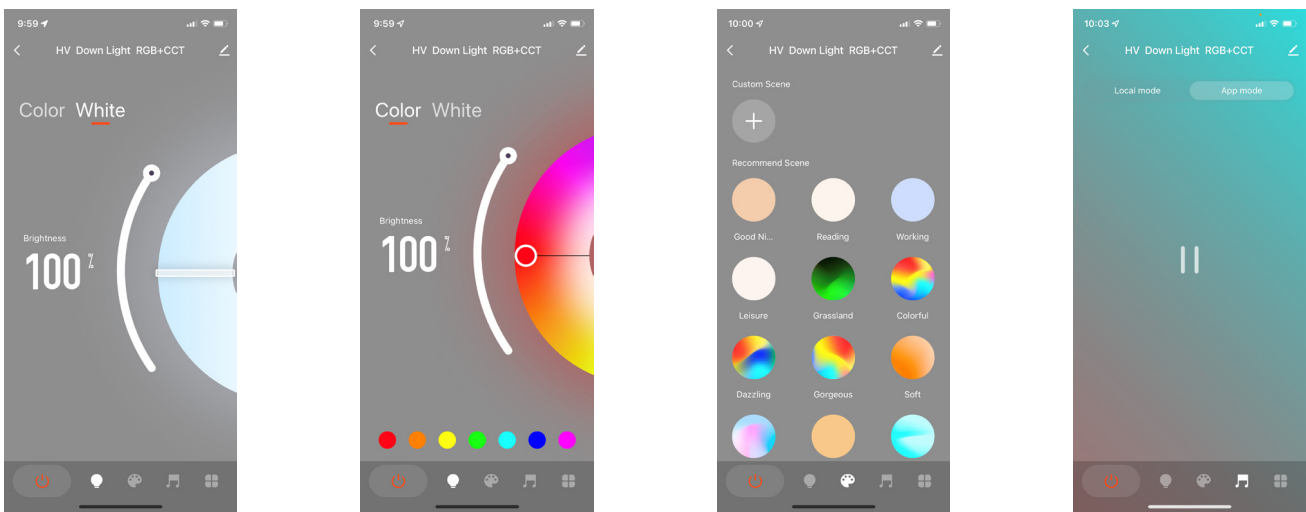 9:59
HV Down Light RGB+CCT
Color White
Brightness
100 %
9:59
HV Down Light RGB+CCT
Color White
Brightness
100 %
10:00
HV Down Light RGB+CCT
Custom Scene
Recommend Scene
Good Ni...
Reading
Working
Leisure
Grassland
Colorful
Dazzling
Gorgeous
Soft
10:03
HV Down Light RGB+CCT
Local mode
App mode